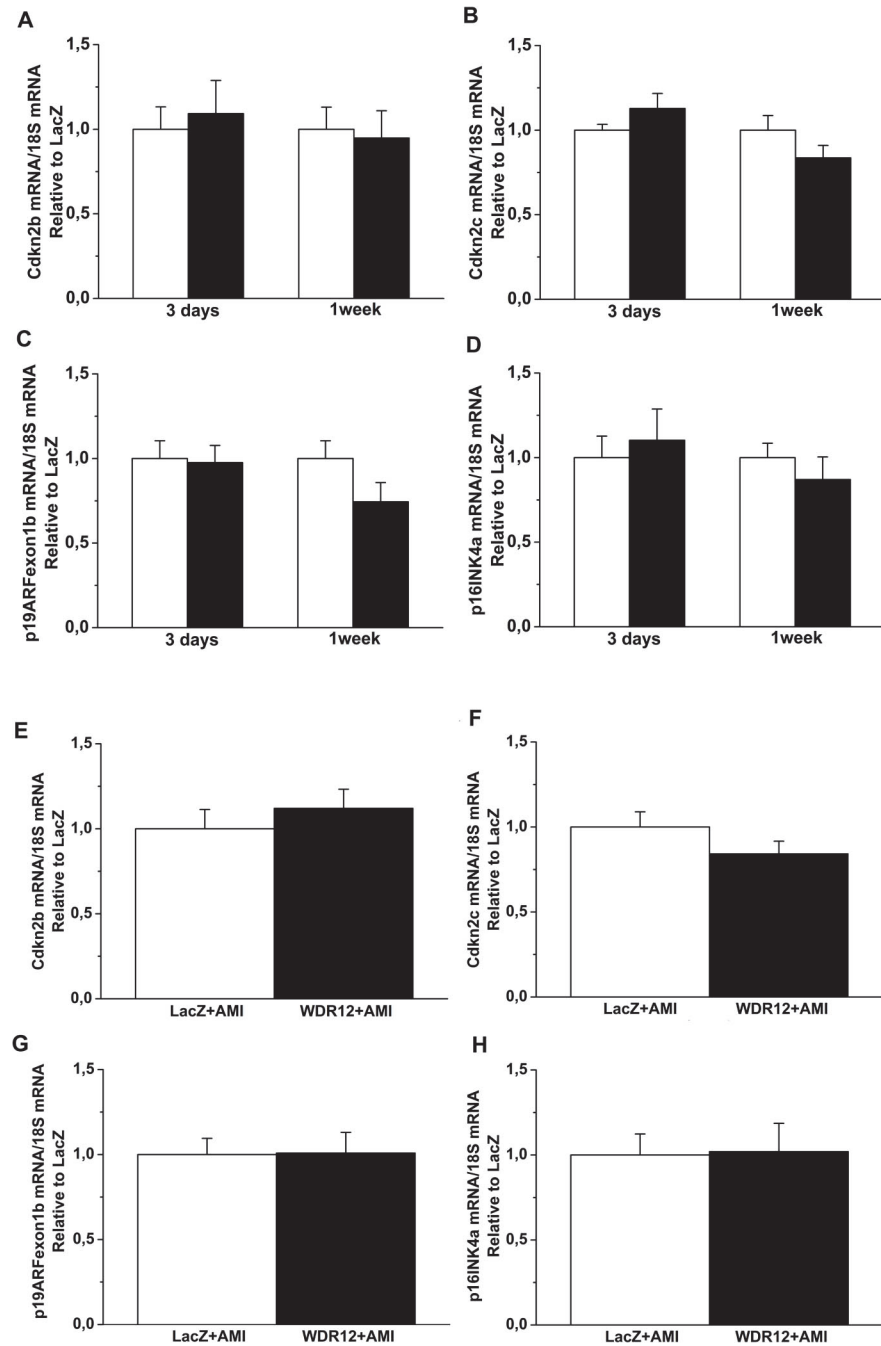 A
Cdkn2b mRNA/18S mRNA
Relative to LacZ
1,5
1,0
0,5
0,0
3 days
1week
B
Cdkn2c mRNA/18S mRNA
Relative to LacZ
1,5
1,0
0,5
0,0
3 days
1week
C
p19ARFexon1b mRNA/18S mRNA
Relative to LacZ
1,5
1,0
0,5
0,0
3 days
1week
D
p16INK4a mRNA/18S mRNA
Relative to LacZ
1,5
1,0
0,5
0,0
3 days
1week
E
Cdkn2b mRNA/18S mRNA
Relative to LacZ
1,5
1,0
0,5
0,0
LacZ+AMI
WDR12+AMI
F
Cdkn2c mRNA/18S mRNA
Relative to LacZ
1,5
1,0
0,5
0,0
LacZ+AMI
WDR12+AMI
G
p19ARFexon1b mRNA/18S mRNA
Relative to LacZ
1,5
1,0
0,5
0,0
LacZ+AMI
WDR12+AMI
H
p16INK4a mRNA/18S mRNA
Relative to LacZ
1,5
1,0
0,5
0,0
LacZ+AMI
WDR12+AMI